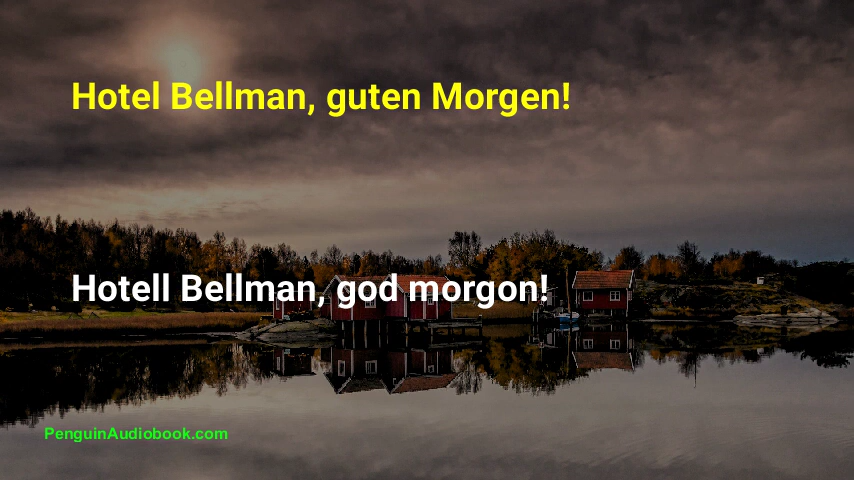 Hotel Bellman, guten Morgen!
Hotell Bellman, god morgon!
PenguinAudiobook.com